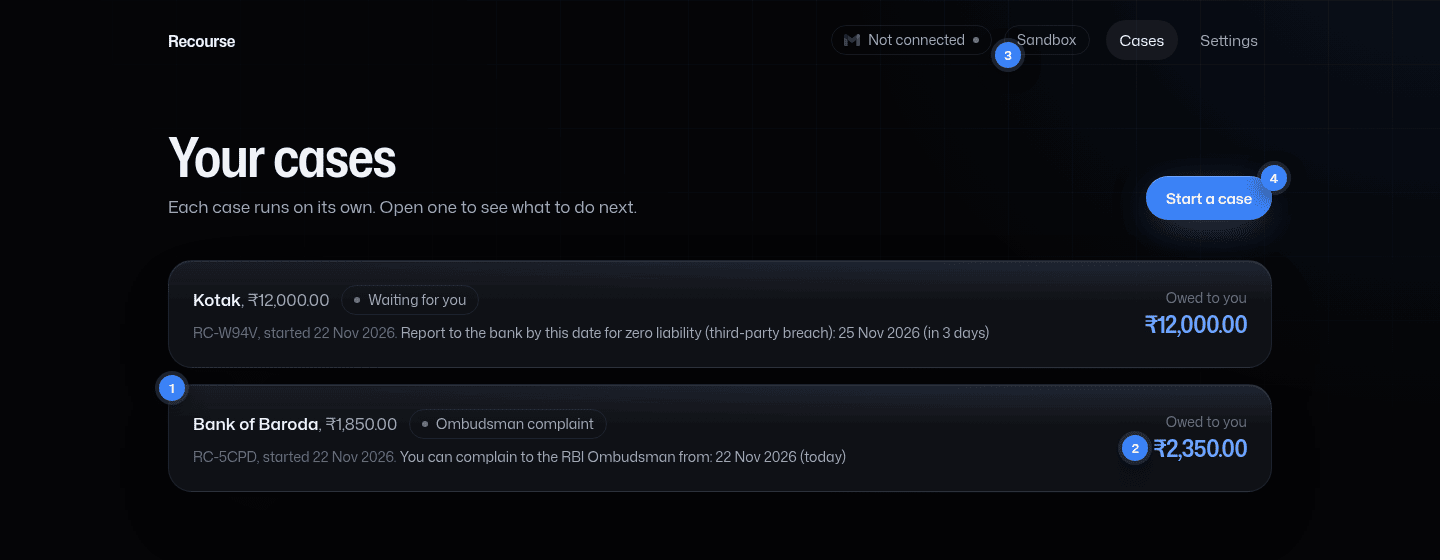 Recourse
Not connected
Sandbox
Cases
Settings
3
Your cases
Each case runs on its own. Open one to see what to do next.
4
Start a case
Kotak, ₹12,000.00 Waiting for you
RC-W94V, started 22 Nov 2026. Report to the bank by this date for zero liability (third-party breach): 25 Nov 2026 (in 3 days)
Owed to you
₹12,000.00
1
Bank of Baroda, ₹1,850.00 Ombudsman complaint
RC-5CPD, started 22 Nov 2026. You can complain to the RBI Ombudsman from: 22 Nov 2026 (today)
Owed to you
2
₹2,350.00